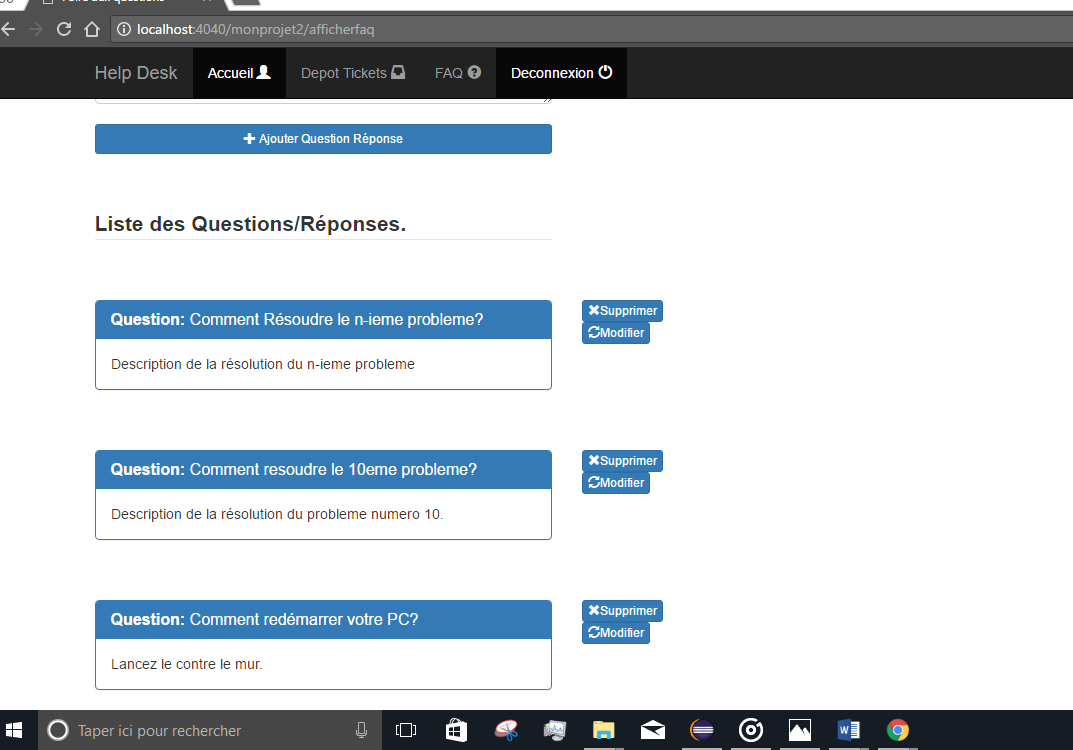 localhost:4040/monprojet2/afficherfaq
Help Desk Accueil Depot Tickets FAQ Deconnexion
Ajouter Question Réponse
Liste des Questions/Réponses.
Question: Comment Résoudre le n-ieme probleme?
Supprimer
Modifier
Description de la résolution du n-ieme probleme
Question: Comment resoudre le 10eme probleme?
Supprimer
Modifier
Description de la résolution du probleme numero 10.
Question: Comment redémarrer votre PC?
Supprimer
Modifier
Lancez le contre le mur.
Taper ici pour rechercher